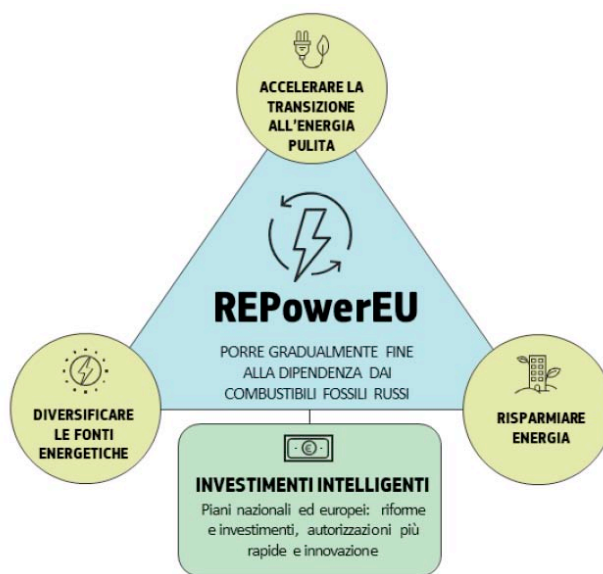 ACCELERARE LA
TRANSIZIONE
ALL'ENERGIA
PULITA
REPowerEU
PORRE GRADUALMENTE FINE
ALLA DIPENDENZA DAI
COMBUSTIBILI FOSSILI RUSSI
DIVERSIFICARE
LE FONTI
ENERGETICHE
RISPARMIARE
ENERGIA
€
INVESTIMENTI INTELLIGENTI
Piani nazionali ed europei: riforme
e investimenti, autorizzazioni più
rapide e innovazione